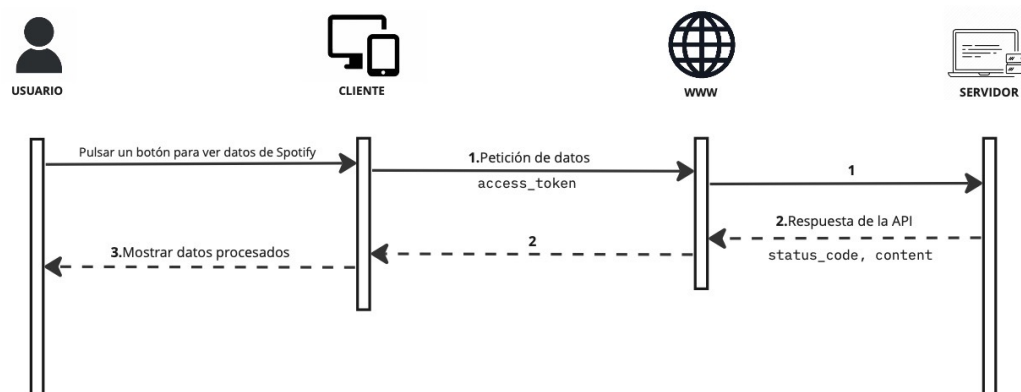 USUARIO
CLIENTE
WWW
SERVIDOR
Pulsar un botón para ver datos de Spotify
1.Petición de datos
access_token
1
2.Respuesta de la API
status_code, content
2
3.Mostrar datos procesados